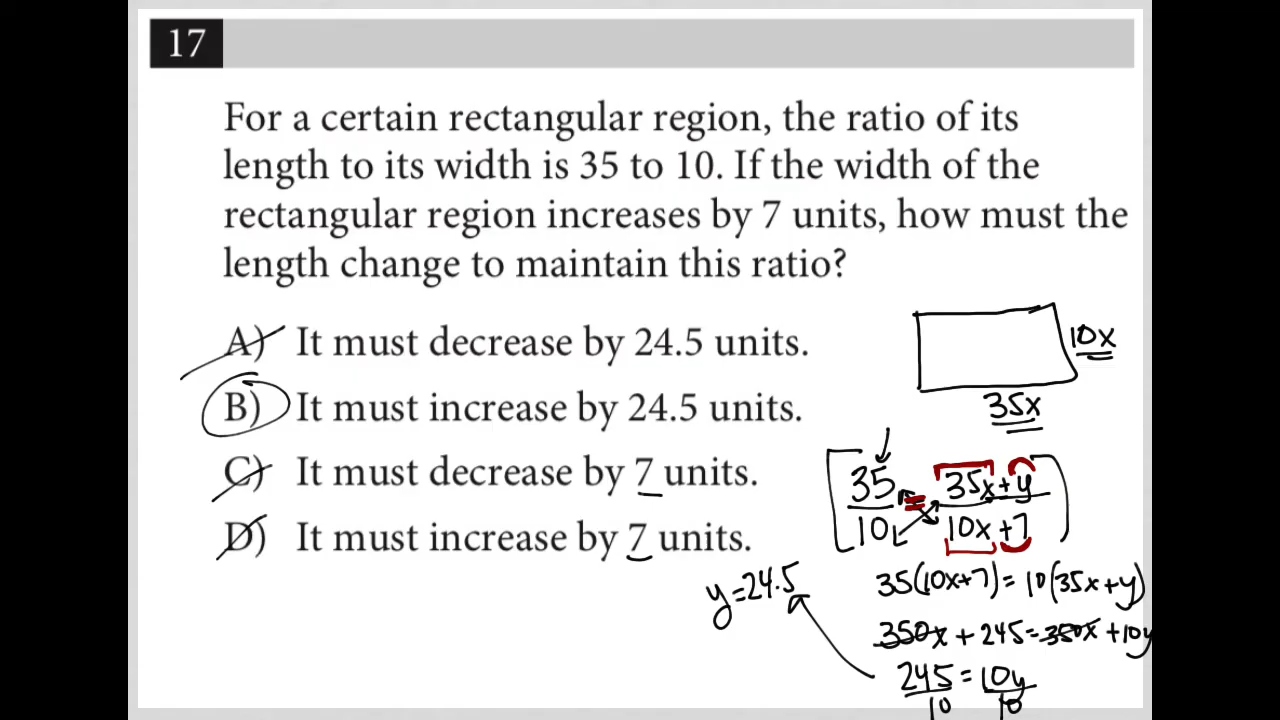 17
For a certain rectangular region, the ratio of its
length to its width is 35 to 10. If the width of the
rectangular region increases by 7 units, how must the
length change to maintain this ratio?
A) It must decrease by 24.5 units.
B) It must increase by 24.5 units.
C) It must decrease by 7 units.
D) It must increase by 7 units.
10x
35x
35 = 35x+y
10 10x+7
35(10x+7)=10(35x+y)
350x+245=350x+10y
245=10y
10 10
y=24.5